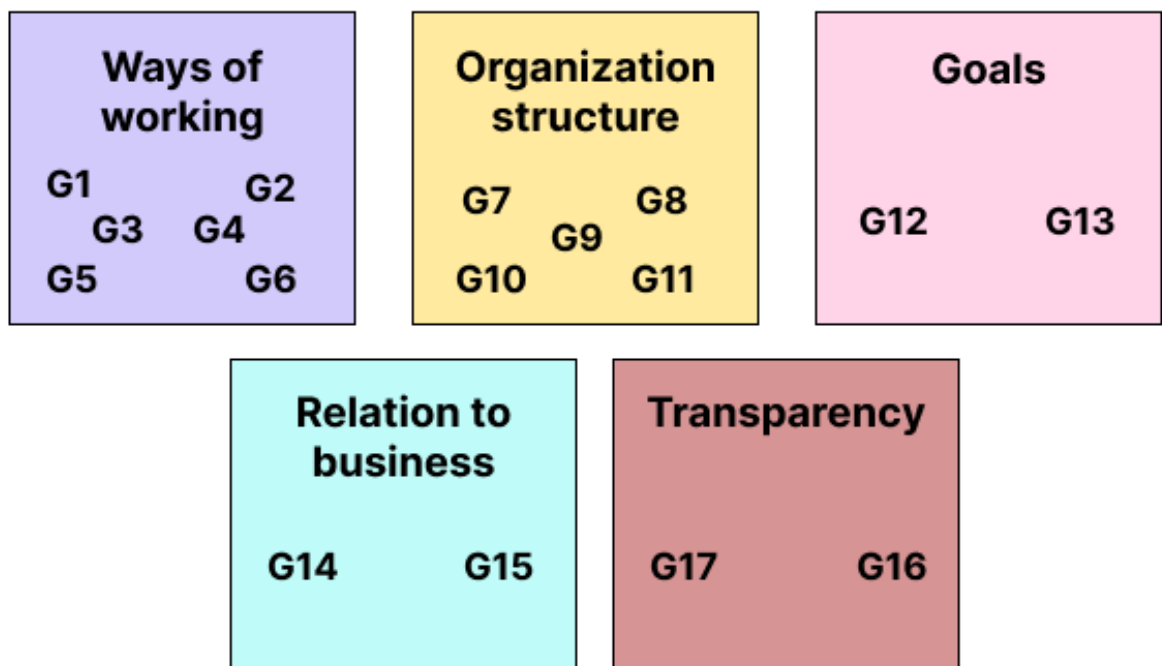 Ways of
working
G1 G2
G3 G4
G5 G6
Organization
structure
G7 G8
G9
G10 G11
Goals
G12 G13
Relation to
business
G14 G15
Transparency
G17 G16